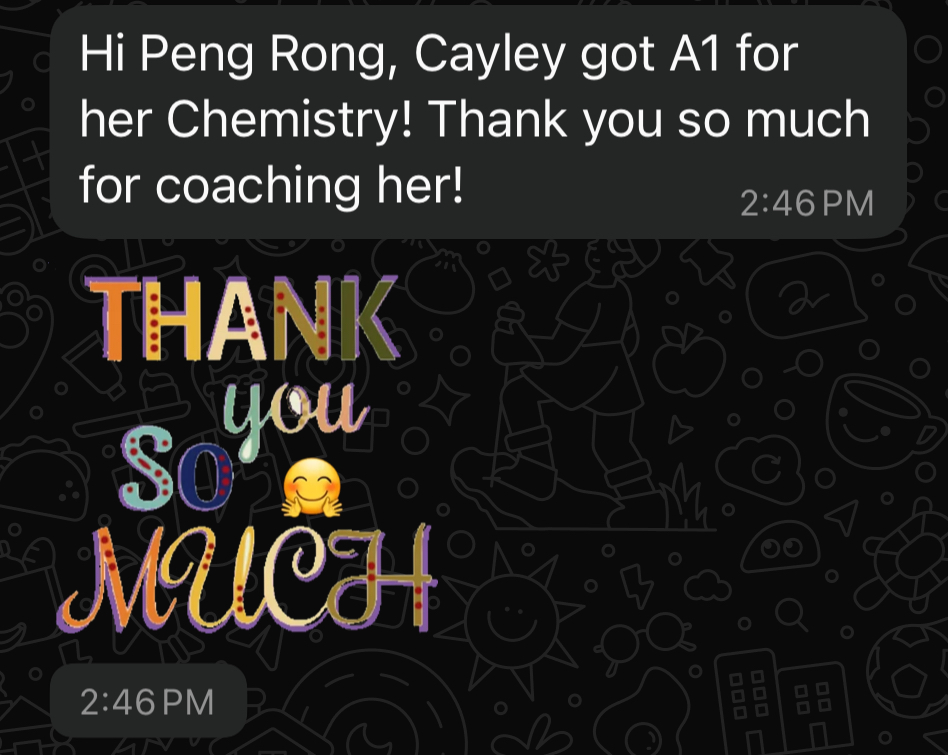 Hi Peng Rong, Cayley got A1 for
her Chemistry! Thank you so much
for coaching her!
2:46 PM
THANK
you
So
MUCH
2:46 PM